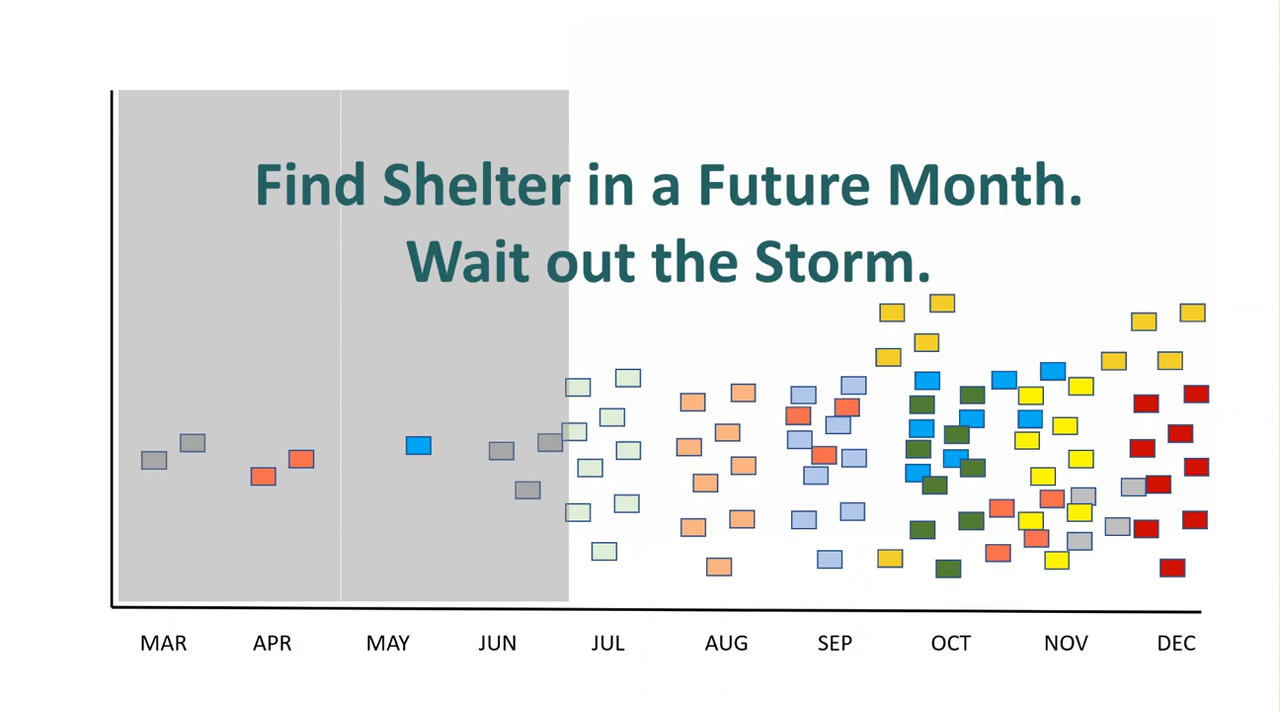 Find Shelter in a Future Month.
Wait out the Storm.
MAR APR MAY JUN JUL AUG SEP OCT NOV DEC